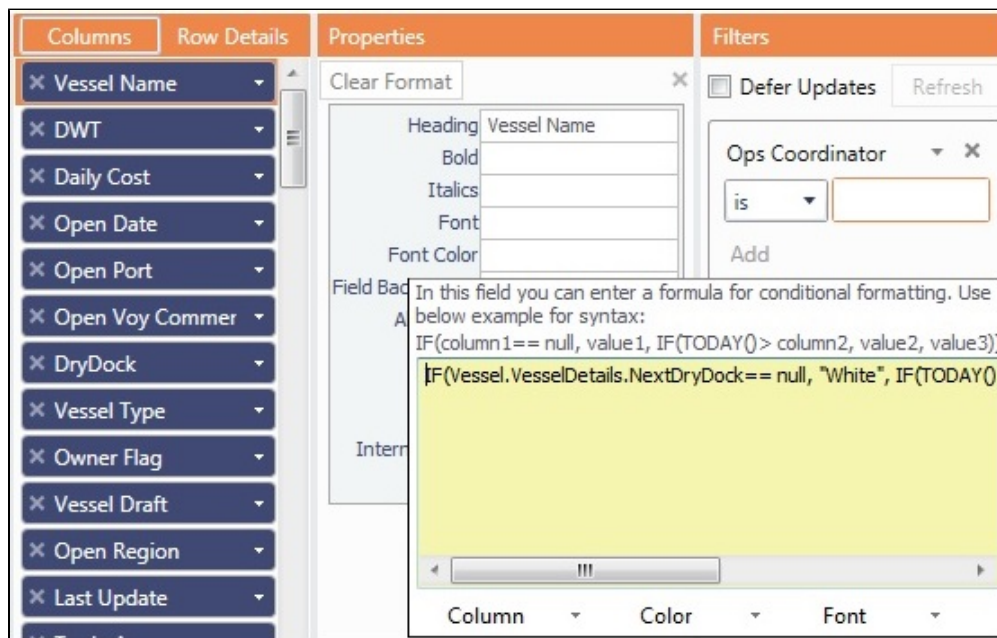 Columns
Row Details
Vessel Name
DWT
Daily Cost
Open Date
Open Port
Open Voy Commer
DryDock
Vessel Type
Owner Flag
Vessel Draft
Open Region
Last Update
Properties
Clear Format
Heading Vessel Name
Bold
Italics
Font
Font Color
Field Bac
A
Intern
In this field you can enter a formula for conditional formatting. Use
below example for syntax:
IF(column1== null, value1, IF(TODAY()> column2, value2, value3))
IF(Vessel.VesselDetails.NextDryDock== null, "White", IF(TODAY()
Column
Color
Font
Filters
Defer Updates
Refresh
Ops Coordinator
is
Add